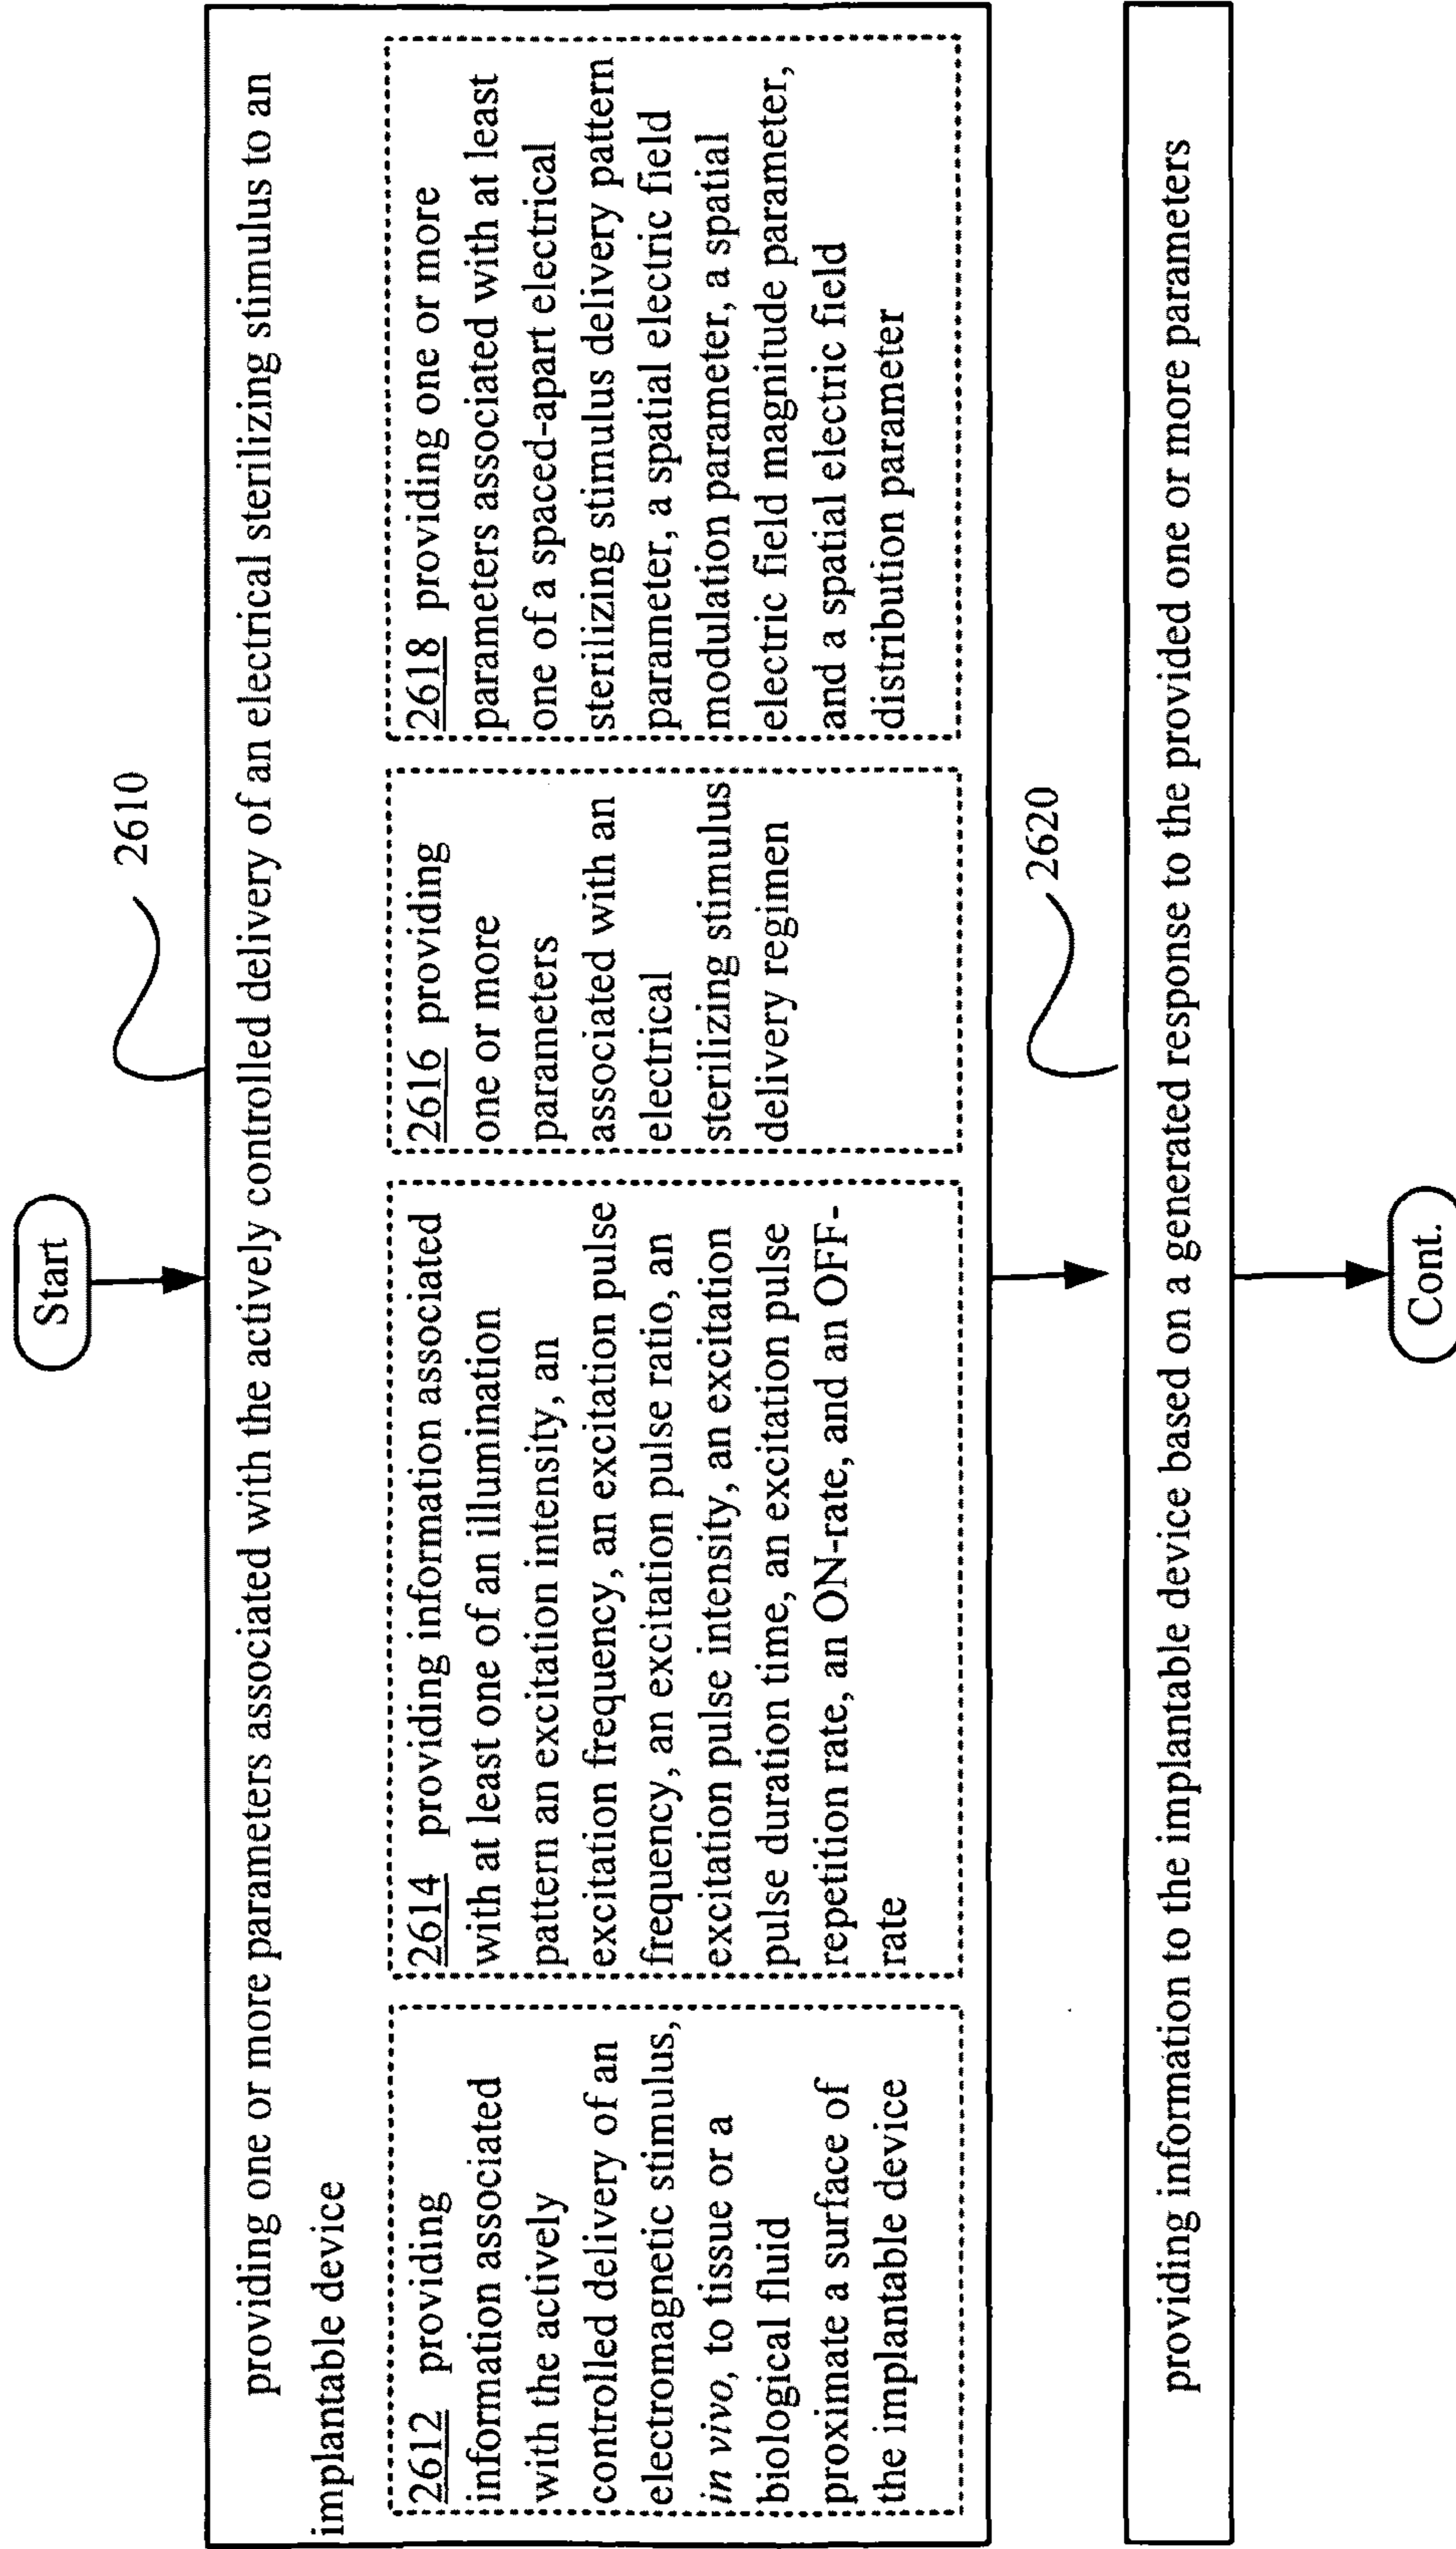 Start
2610
providing one or more parameters associated with the actively controlled delivery of an electrical sterilizing stimulus to an
implantable device
2612 providing
information associated
with the actively
controlled delivery of an
electromagnetic stimulus,
in vivo, to tissue or a
biological fluid
proximate a surface of
the implantable device
2614 providing information associated
with at least one of an illumination
pattern an excitation intensity, an
excitation frequency, an excitation pulse
frequency, an excitation pulse ratio, an
excitation pulse intensity, an excitation
pulse duration time, an excitation pulse
repetition rate, an ON-rate, and an OFF-
rate
2616 providing
one or more
parameters
associated with an
electrical
sterilizing stimulus
delivery regimen
2618 providing one or more
parameters associated with at least
one of a spaced-apart electrical
sterilizing stimulus delivery pattern
parameter, a spatial electric field
modulation parameter, a spatial
electric field magnitude parameter,
and a spatial electric field
distribution parameter
2620
providing information to the implantable device based on a generated response to the provided one or more parameters
Cont.